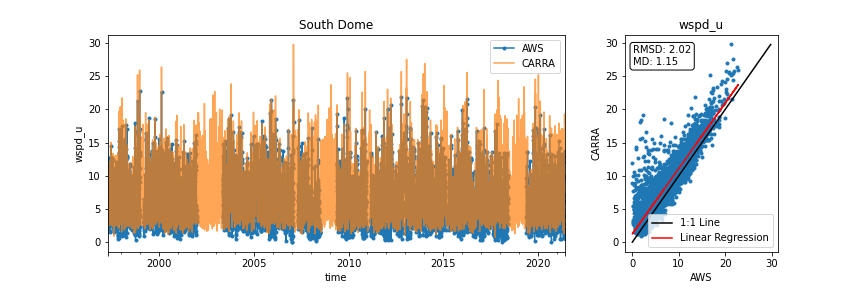 South Dome
wspd_u
30
25
20
15
10
5
0
wspd_u
AWS
CARRA
2000
2005
2010
2015
2020
time
30
25
20
15
10
5
0
CARRA
RMSD: 2.02
MD: 1.15
1:1 Line
Linear Regression
0
10
20
30
AWS